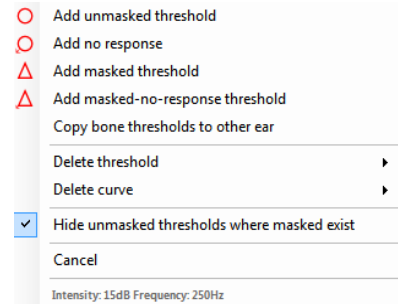 Add unmasked threshold
Add no response
Add masked threshold
Add masked-no-response threshold
Copy bone thresholds to other ear
Delete threshold
Delete curve
Hide unmasked thresholds where masked exist
Cancel
Intensity: 15dB Frequency: 250Hz